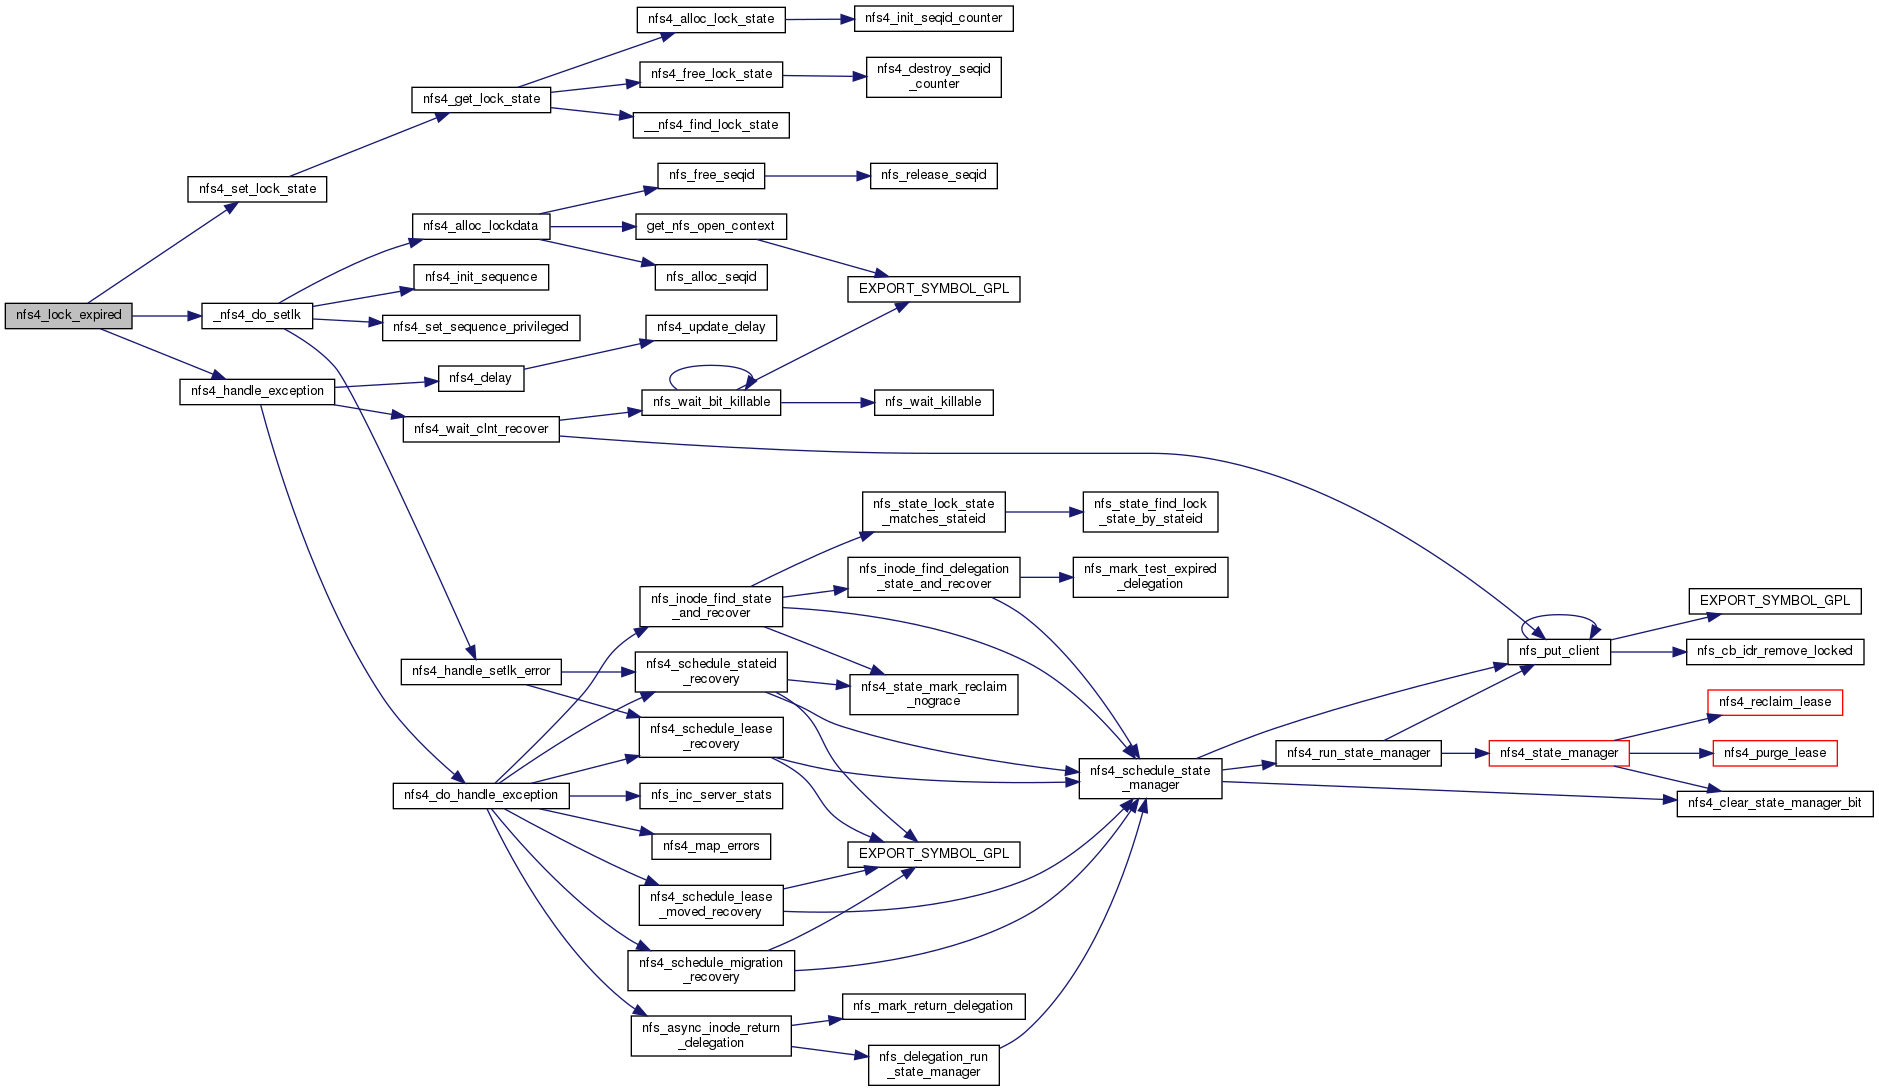 nfs4_lock_expired
nfs4_set_lock_state
_nfs4_do_setlk
nfs4_handle_exception
nfs4_get_lock_state
nfs4_alloc_lockdata
nfs4_init_sequence
nfs4_set_sequence_privileged
nfs4_delay
nfs4_wait_clnt_recover
nfs4_handle_setlk_error
nfs4_do_handle_exception
nfs4_alloc_lock_state
nfs4_free_lock_state
__nfs4_find_lock_state
nfs_free_seqid
get_nfs_open_context
nfs_alloc_seqid
nfs4_update_delay
nfs_wait_bit_killable
nfs_inode_find_state
_and_recover
nfs4_schedule_stateid
_recovery
nfs4_schedule_lease
_recovery
nfs_inc_server_stats
nfs4_map_errors
nfs4_schedule_lease
_moved_recovery
nfs4_schedule_migration
_recovery
nfs_async_inode_return
_delegation
nfs4_init_seqid_counter
nfs4_destroy_seqid
_counter
nfs_release_seqid
EXPORT_SYMBOL_GPL
nfs_wait_killable
nfs_state_lock_state
_matches_stateid
nfs_inode_find_delegation
_state_and_recover
nfs4_state_mark_reclaim
_nograce
EXPORT_SYMBOL_GPL
nfs_mark_return_delegation
nfs_delegation_run
_state_manager
nfs_state_find_lock
_state_by_stateid
nfs_mark_test_expired
_delegation
nfs4_schedule_state
_manager
nfs4_run_state_manager
nfs_put_client
nfs4_state_manager
EXPORT_SYMBOL_GPL
nfs_cb_idr_remove_locked
nfs4_reclaim_lease
nfs4_purge_lease
nfs4_clear_state_manager_bit